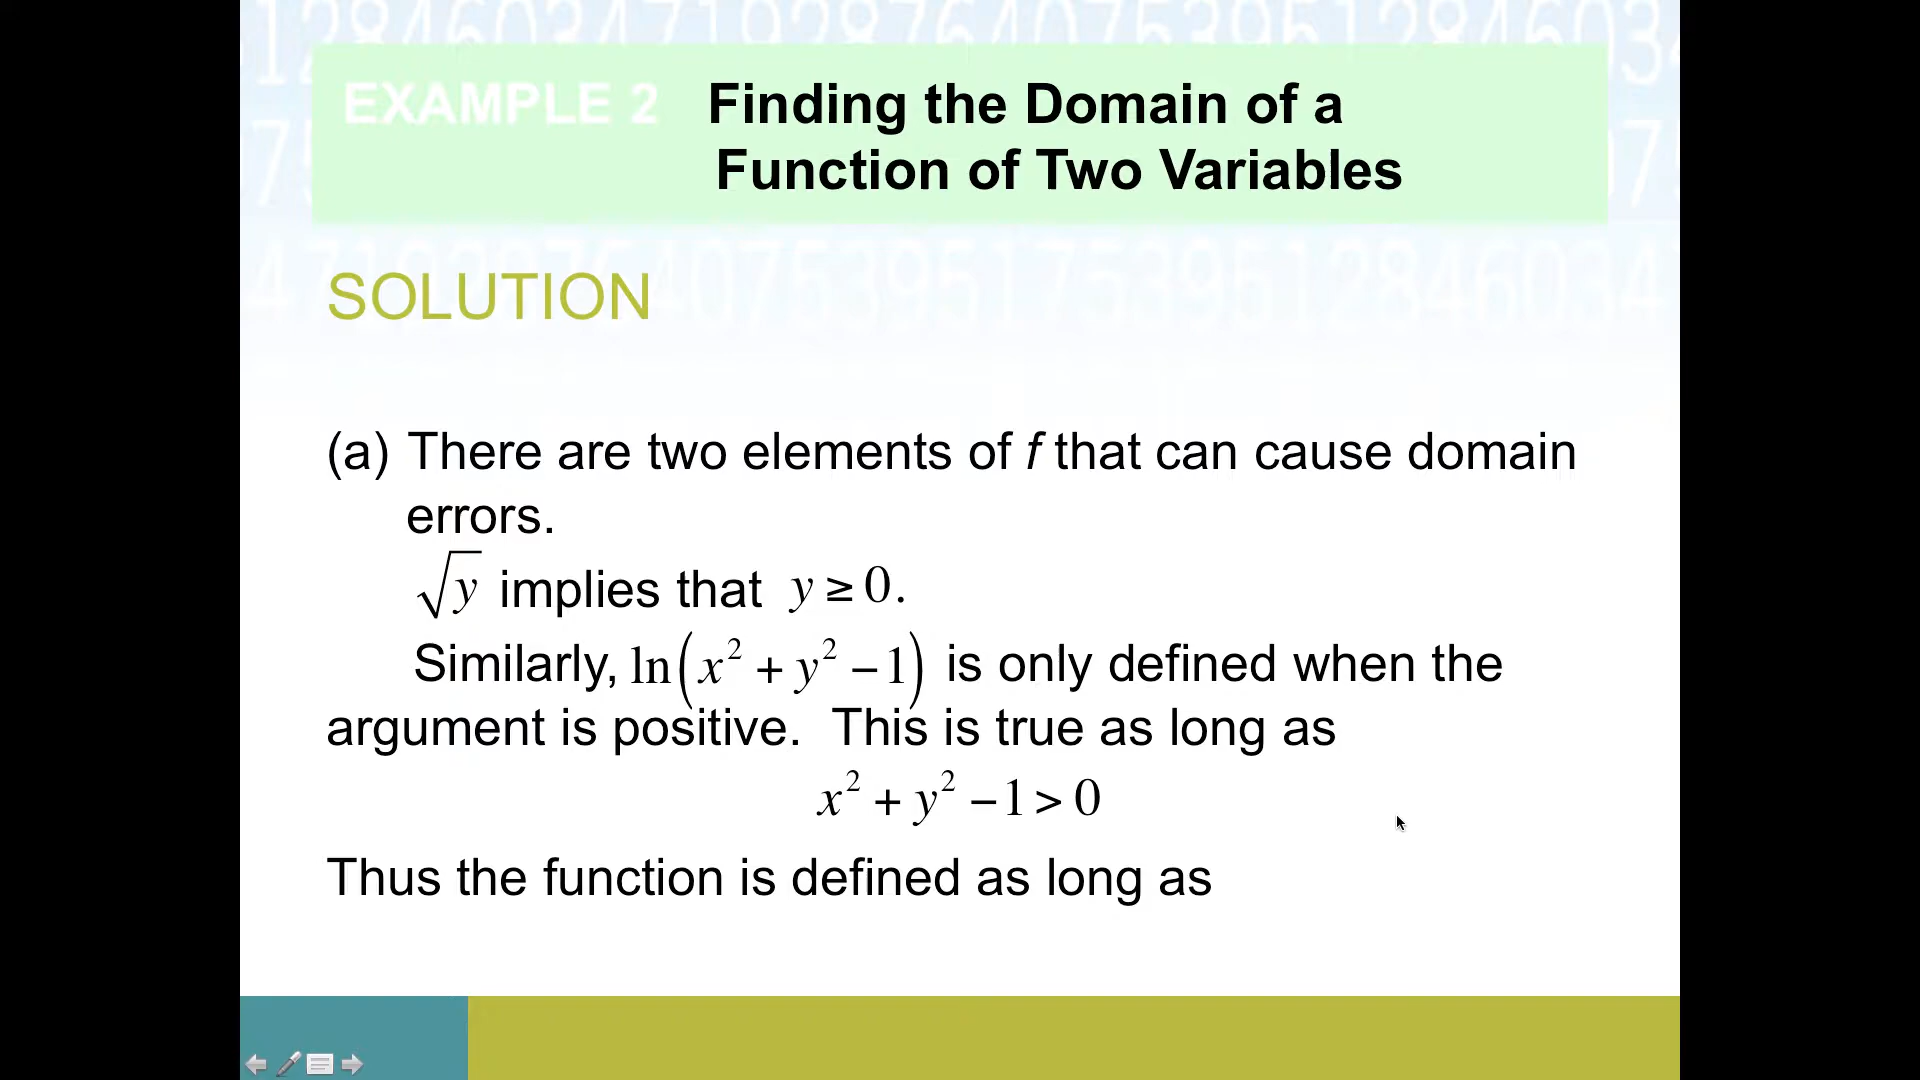 EXAMPLE 2 Finding the Domain of a
Function of Two Variables
SOLUTION
(a) There are two elements of f that can cause domain
errors.
√y implies that y ≥ 0.
Similarly, ln(x² + y² − 1) is only defined when the
argument is positive. This is true as long as
x² + y² − 1 > 0
Thus the function is defined as long as